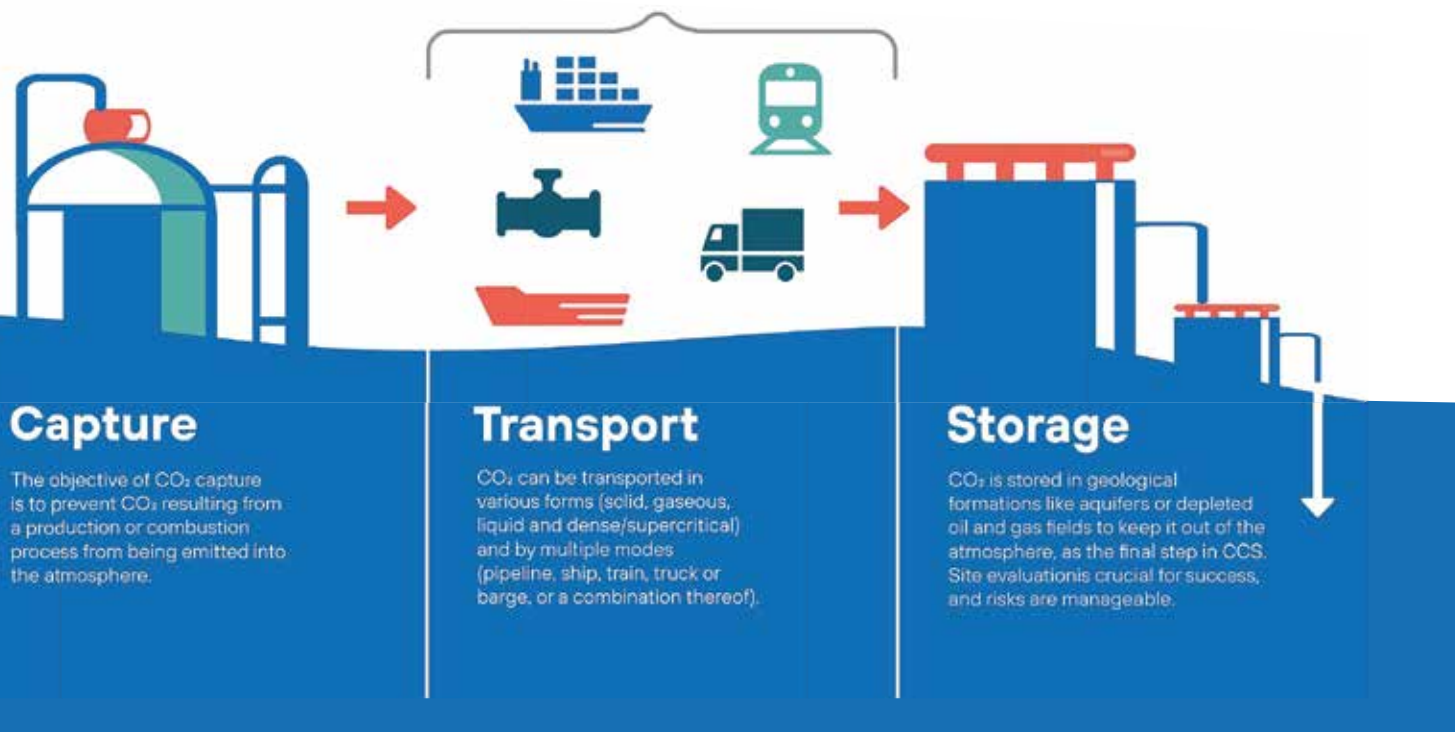 Capture
The objective of CO₂ capture
is to prevent CO₂ resulting from
a production or combustion
process from being emitted into
the atmosphere.
Transport
CO₂ can be transported in
various forms (solid, gaseous,
liquid and dense/supercritical)
and by multiple modes
(pipeline, ship, train, truck or
barge, or a combination thereof).
Storage
CO₂ is stored in geological
formations like aquifers or depleted
oil and gas fields to keep it out of the
atmosphere, as the final step in CCS.
Site evaluationis crucial for success,
and risks are manageable.